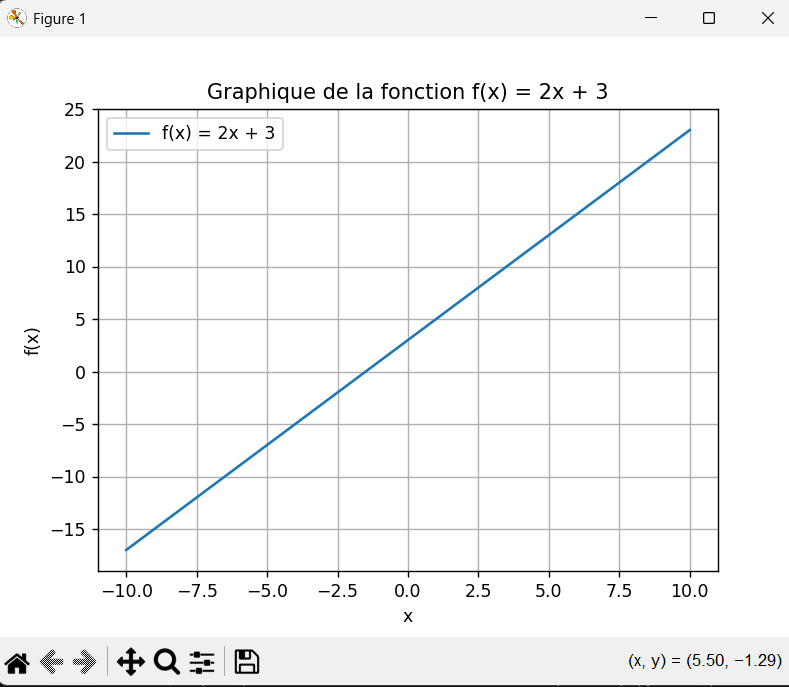 Figure 1
Graphique de la fonction f(x) = 2x + 3
f(x) = 2x + 3
25
20
15
10
5
0
−5
−10
−15
f(x)
−10.0 −7.5 −5.0 −2.5 0.0 2.5 5.0 7.5 10.0
x
(x, y) = (5.50, −1.29)